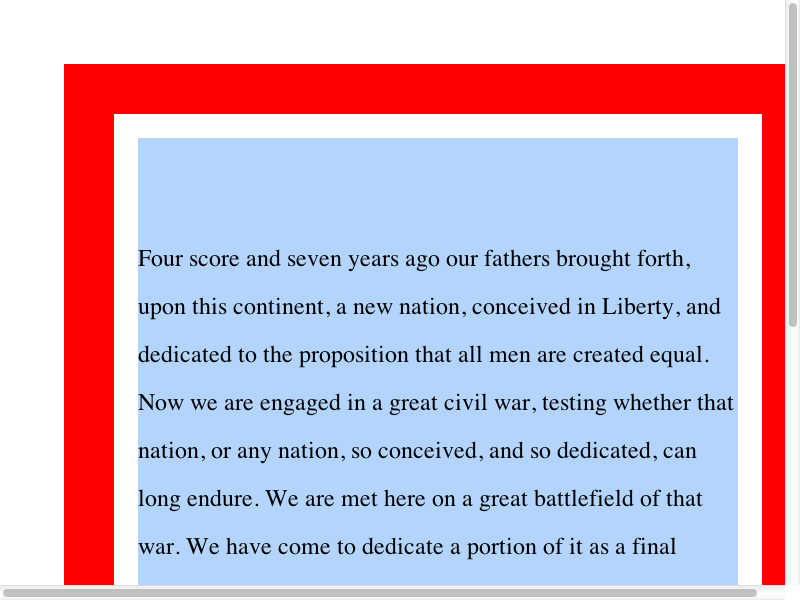 Four score and seven years ago our fathers brought forth,
upon this continent, a new nation, conceived in Liberty, and
dedicated to the proposition that all men are created equal.
Now we are engaged in a great civil war, testing whether that
nation, or any nation, so conceived, and so dedicated, can
long endure. We are met here on a great battlefield of that
war. We have come to dedicate a portion of it as a final